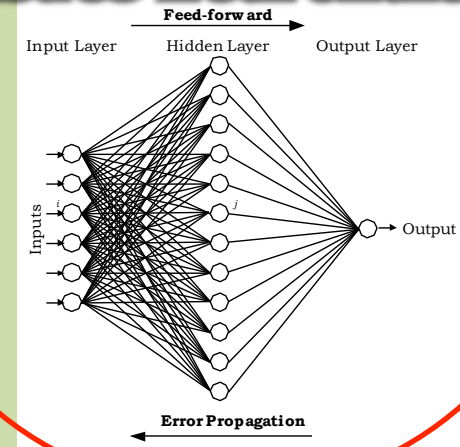 Feed-forward
Input Layer Hidden Layer Output Layer
i
j
Inputs
Output
Error Propagation